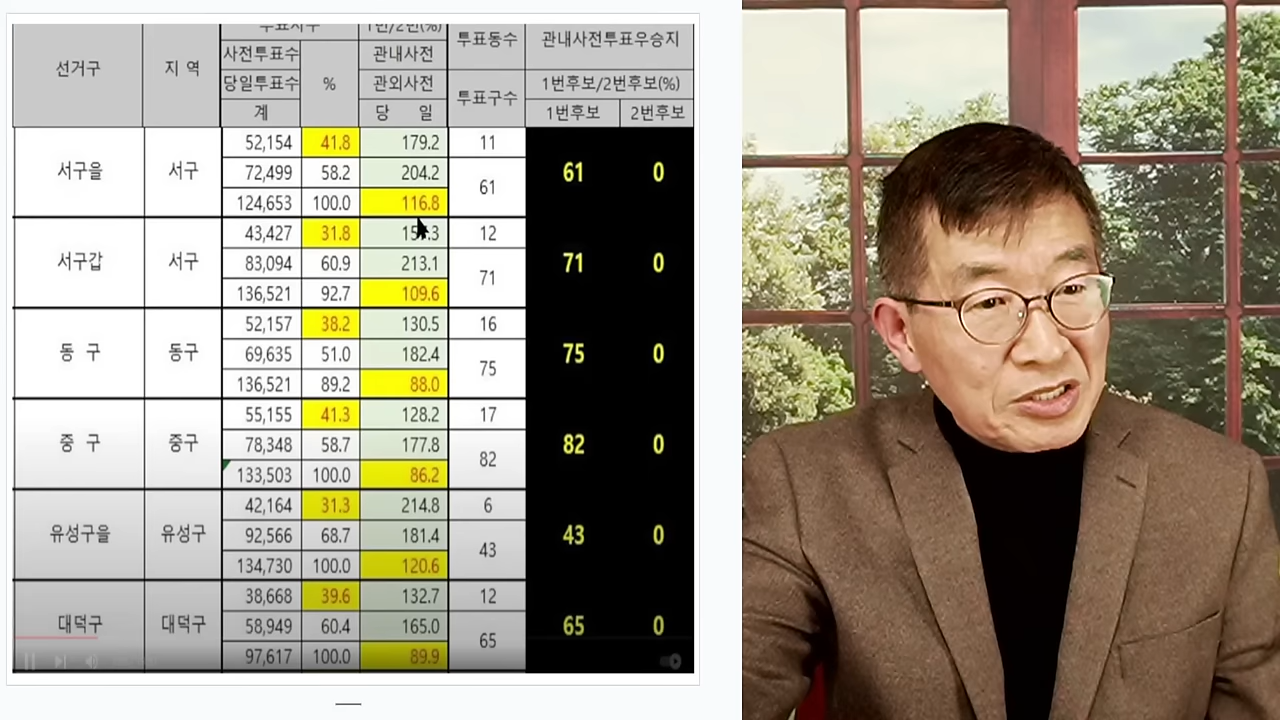 투표자수 1번/2번(%)
선거구 지 역 사전투표수 % 관내사전 투표동수 관내사전투표우승지
당일투표수 관외사전 투표구수 1번후보/2번후보(%)
계 당 일 1번후보 2번후보
서구을 서구 52,154 41.8 179.2 11 61 0
72,499 58.2 204.2 61
124,653 100.0 116.8
서구갑 서구 43,427 31.8 12 71 0
83,094 60.9 213.1 71
136,521 92.7 109.6
동 구 동구 52,157 38.2 130.5 16 75 0
69,635 51.0 182.4 75
136,521 89.2 88.0
중 구 중구 55,155 41.3 128.2 17 82 0
78,348 58.7 177.8 82
133,503 100.0 86.2
유성구을 유성구 42,164 31.3 214.8 6 43 0
92,566 68.7 181.4 43
134,730 100.0 120.6
대덕구 대덕구 38,668 39.6 132.7 12 65 0
58,949 60.4 165.0 65
97,617 100.0 89.9